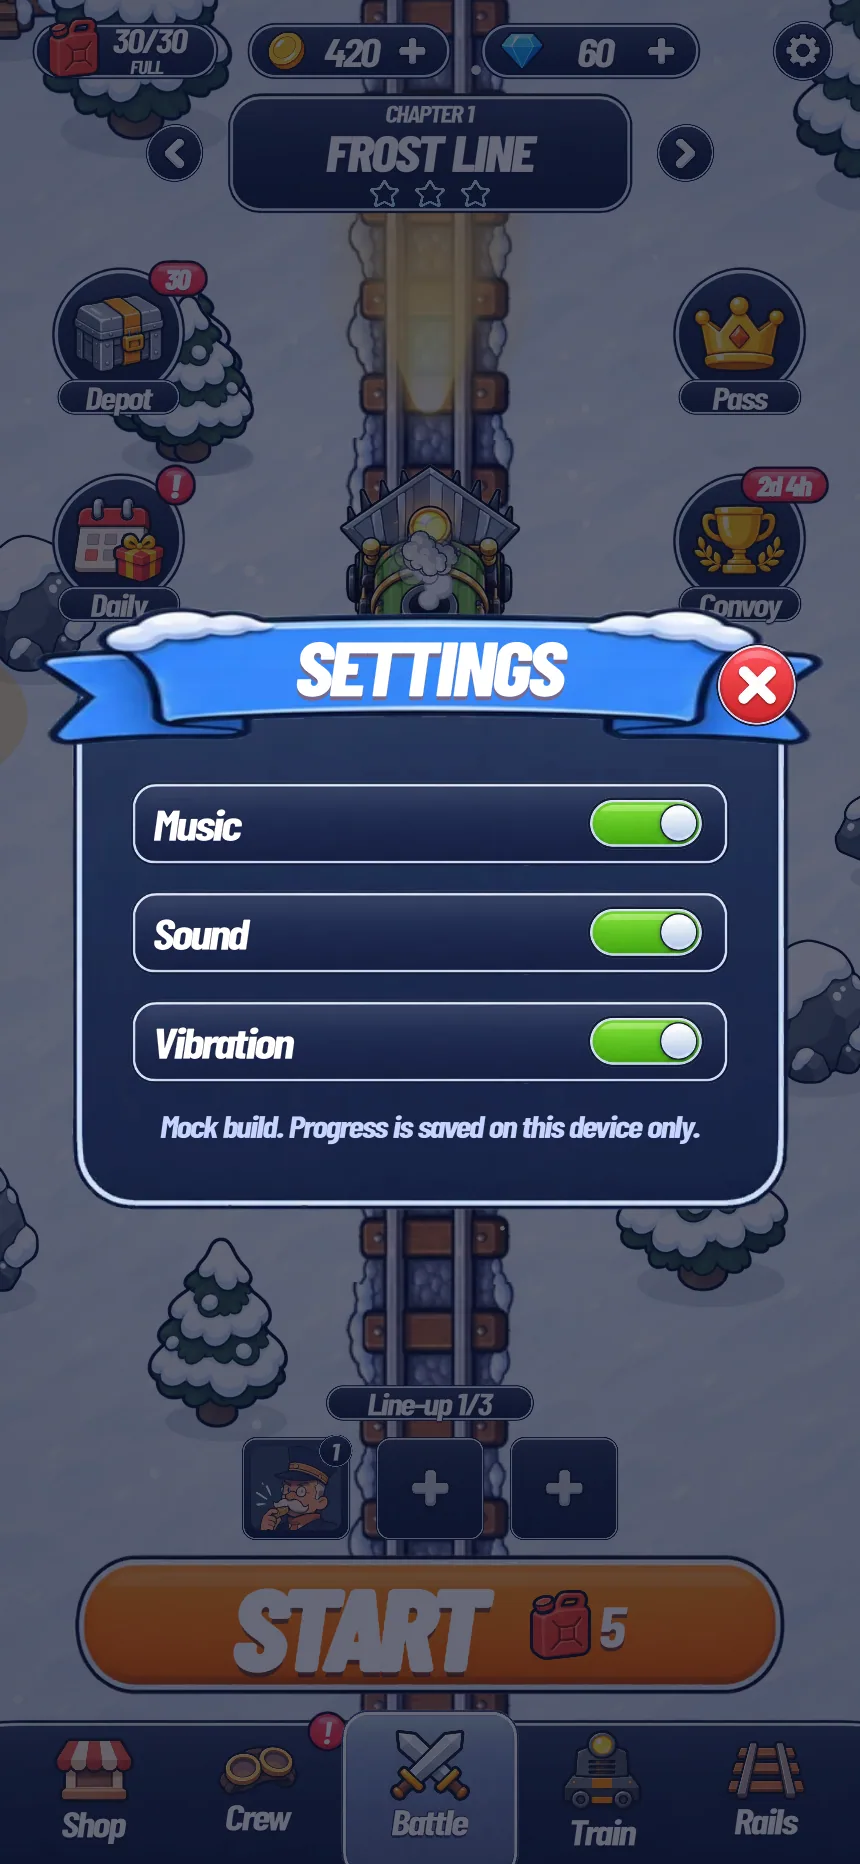 30/30
FULL
420
60
CHAPTER 1
FROST LINE
30
Depot
Pass
!
2d 4h
Daily
Convoy
SETTINGS
Music
Sound
Vibration
Mock build. Progress is saved on this device only.
Line-up 1/3
1
START 5
!
Shop
Crew
Battle
Train
Rails